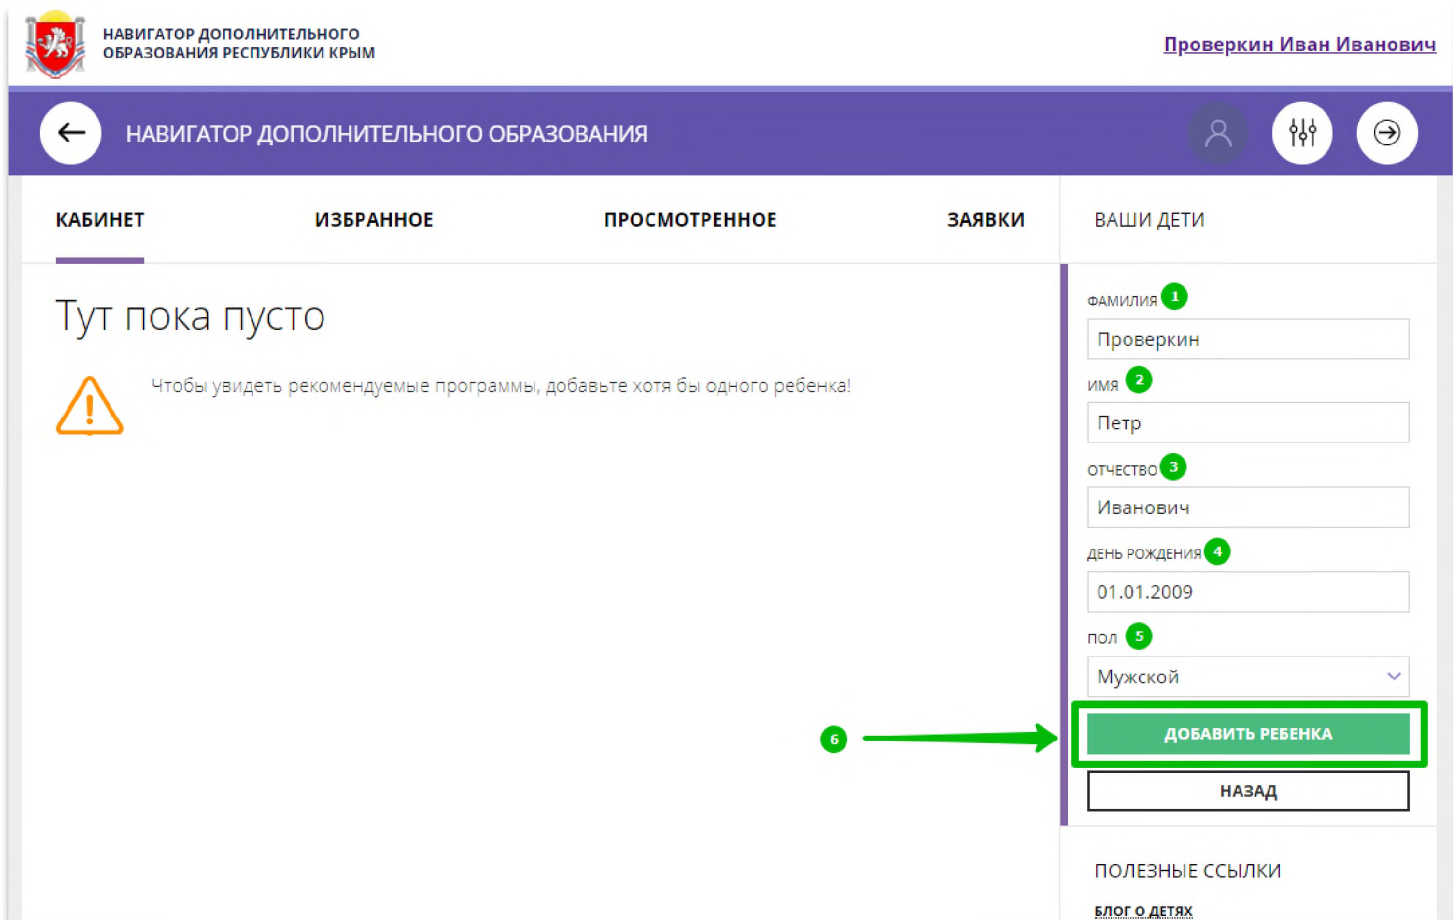 НАВИГАТОР ДОПОЛНИТЕЛЬНОГО
ОБРАЗОВАНИЯ РЕСПУБЛИКИ КРЫМ
Проверкин Иван Иванович
НАВИГАТОР ДОПОЛНИТЕЛЬНОГО ОБРАЗОВАНИЯ
КАБИНЕТ
ИЗБРАННОЕ
ПРОСМОТРЕННОЕ
ЗАЯВКИ
ВАШИ ДЕТИ
Тут пока пусто
Чтобы увидеть рекомендуемые программы, добавьте хотя бы одного ребенка!
ФАМИЛИЯ 1
Проверкин
ИМЯ 2
Петр
ОТЧЕСТВО 3
Иванович
ДЕНЬ РОЖДЕНИЯ 4
01.01.2009
ПОЛ 5
Мужской
6
ДОБАВИТЬ РЕБЕНКА
НАЗАД
ПОЛЕЗНЫЕ ССЫЛКИ
БЛОГ О ДЕТЯХ